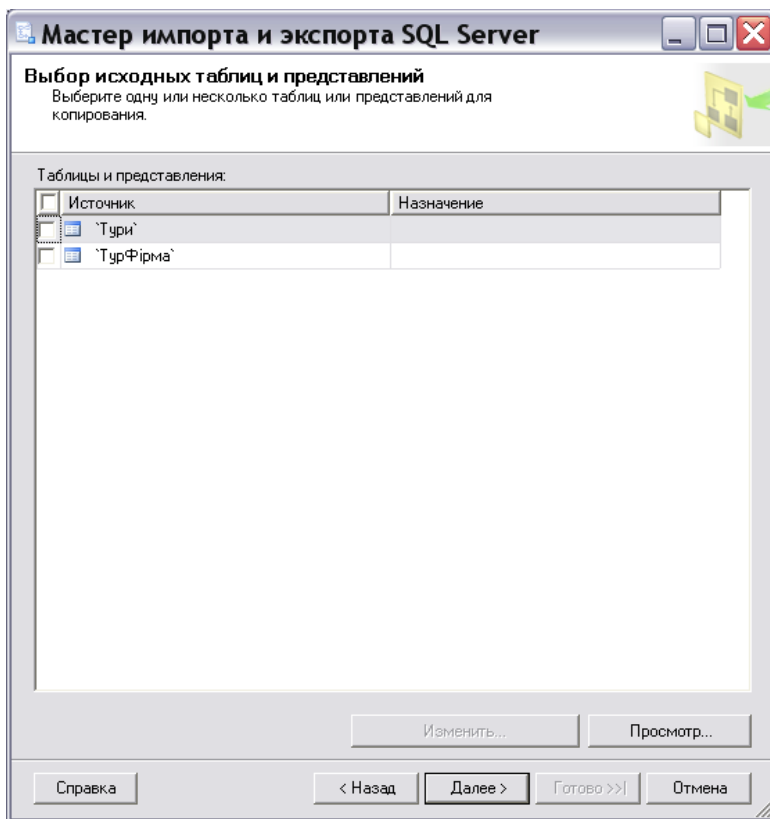 Мастер импорта и экспорта SQL Server
Выбор исходных таблиц и представлений
Выберите одну или несколько таблиц или представлений для
копирования.
Таблицы и представления:
Источник Назначение
`Тури`
`ТурФірма`
Изменить... Просмотр...
Справка < Назад Далее > Готово >>| Отмена